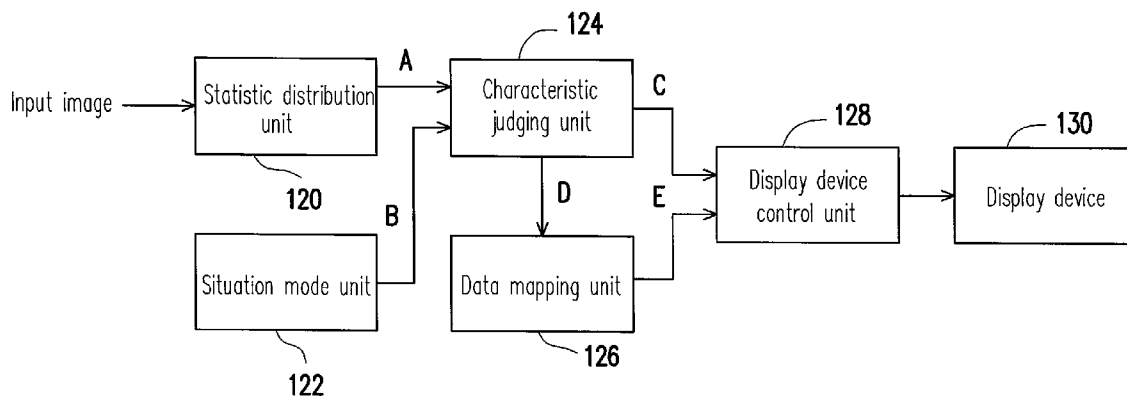 124
A
Characteristic
judging unit
C
Input image
Statistic distribution
unit
128
130
120
B
D
E
Display device
control unit
Display device
Situation mode unit
Data mapping unit
122
126